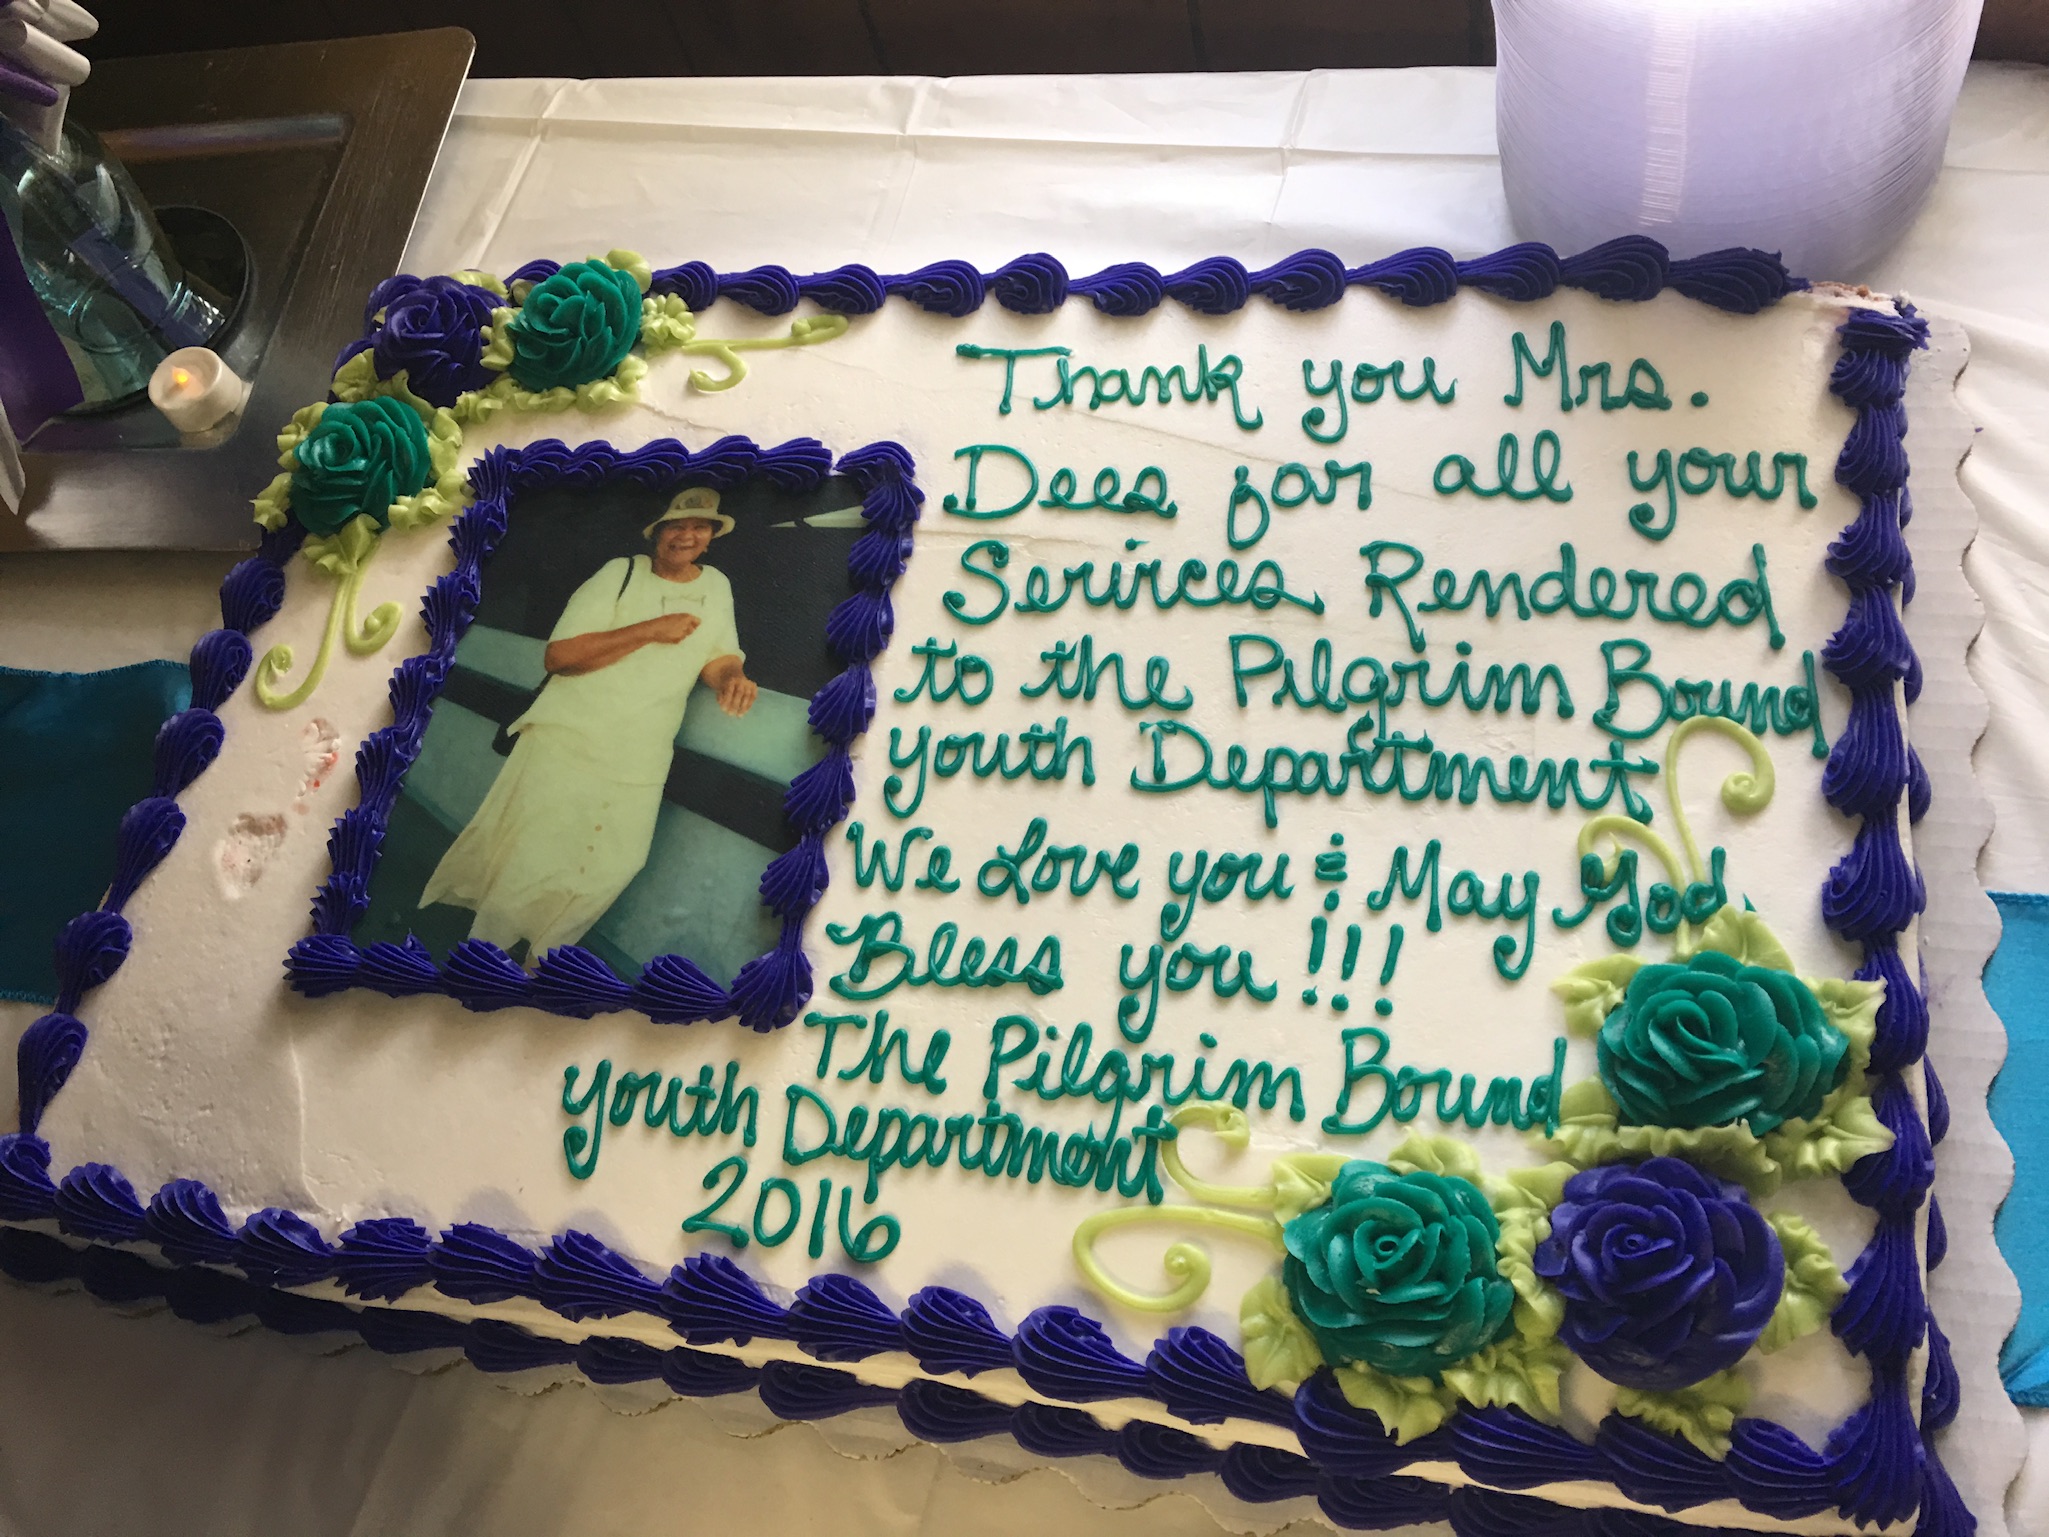 Thank you Mrs.
Dees for all your
Serivces Rendered
to the Pilgrim Bound
youth Department
We Love you & May God
Bless you!!!
The Pilgrim Bound
youth Department
2016